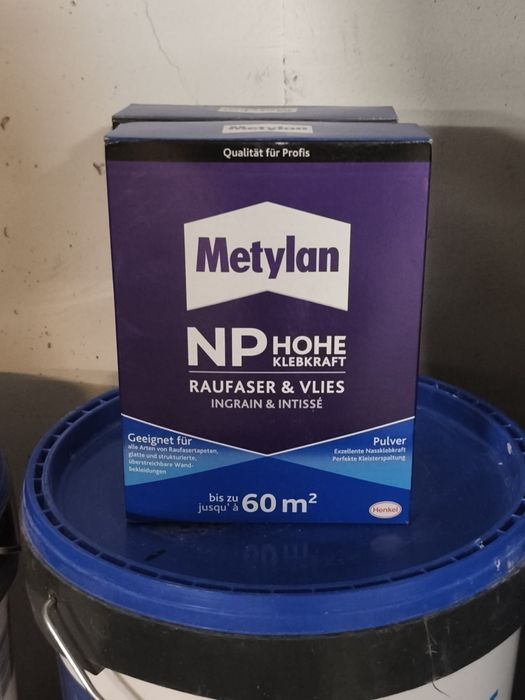 Metylan
Qualität für Profis
Metylan
NP HOHE
KLEBKRAFT
RAUFASER & VLIES
INGRAIN & INTISSÉ
Geeignet für
alle Arten von Raufasertapeten,
glatte und strukturierte,
überstreichbare Wand-
bekleidungen
Pulver
Exzellente Nassklebkraft
Perfekte Kleisterspaltung
bis zu
jusqu' à
60 m²
Henkel